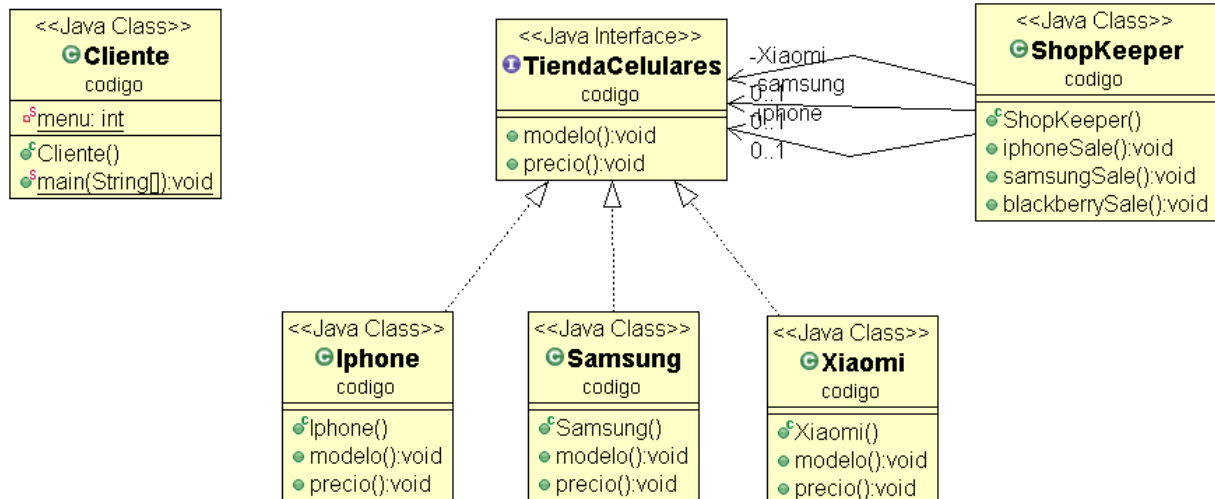 <<Java Class>>
Cliente
codigo
menu: int
Cliente()
main(String[]):void
<<Java Interface>>
TiendaCelulares
codigo
modelo():void
precio():void
-Xiaomi
-samsung
0..1
-iphone
0..1
0..1
<<Java Class>>
ShopKeeper
codigo
ShopKeeper()
iphoneSale():void
samsungSale():void
blackberrySale():void
<<Java Class>>
Iphone
codigo
Iphone()
modelo():void
precio():void
<<Java Class>>
Samsung
codigo
Samsung()
modelo():void
precio():void
<<Java Class>>
Xiaomi
codigo
Xiaomi()
modelo():void
precio():void